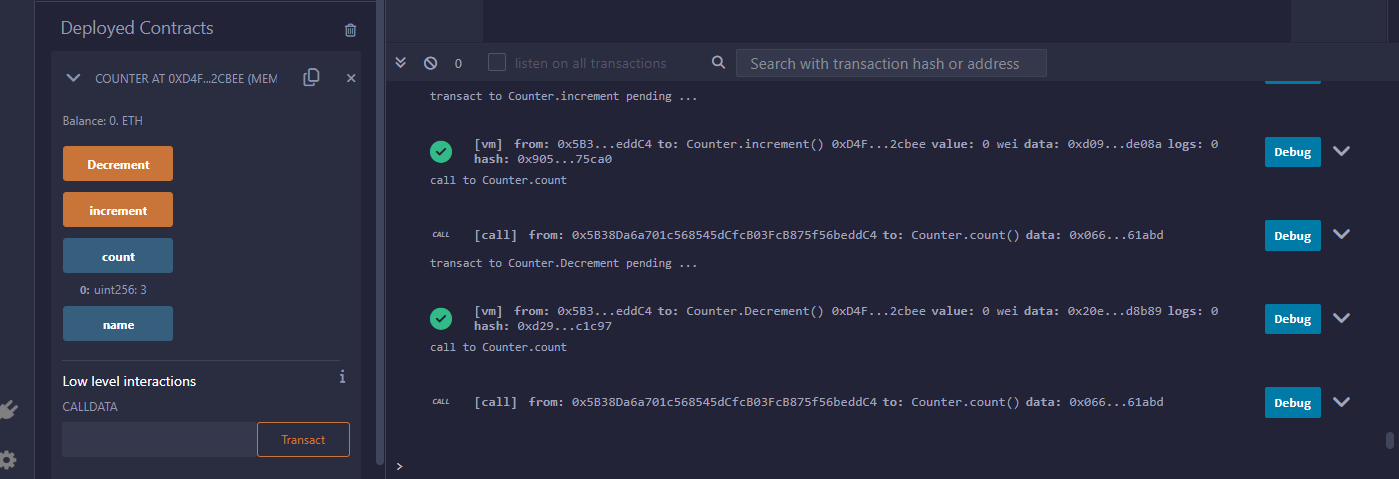 Deployed Contracts
COUNTER AT 0XD4F...2CBEE (MEM
Balance: 0. ETH
Decrement
increment
count
0: uint256: 3
name
Low level interactions
i
CALLDATA
Transact
0
listen on all transactions
Search with transaction hash or address
transact to Counter.increment pending ...
[vm] from: 0x5B3...eddC4 to: Counter.increment() 0xD4F...2cbee value: 0 wei data: 0xd09...de08a logs: 0
hash: 0x905...75ca0
Debug
call to Counter.count
CALL [call] from: 0x5B38Da6a701c568545dCfcB03FcB875f56beddC4 to: Counter.count() data: 0x066...61abd
Debug
transact to Counter.Decrement pending ...
[vm] from: 0x5B3...eddC4 to: Counter.Decrement() 0xD4F...2cbee value: 0 wei data: 0x20e...d8b89 logs: 0
hash: 0xd29...c1c97
Debug
call to Counter.count
CALL [call] from: 0x5B38Da6a701c568545dCfcB03FcB875f56beddC4 to: Counter.count() data: 0x066...61abd
Debug
>